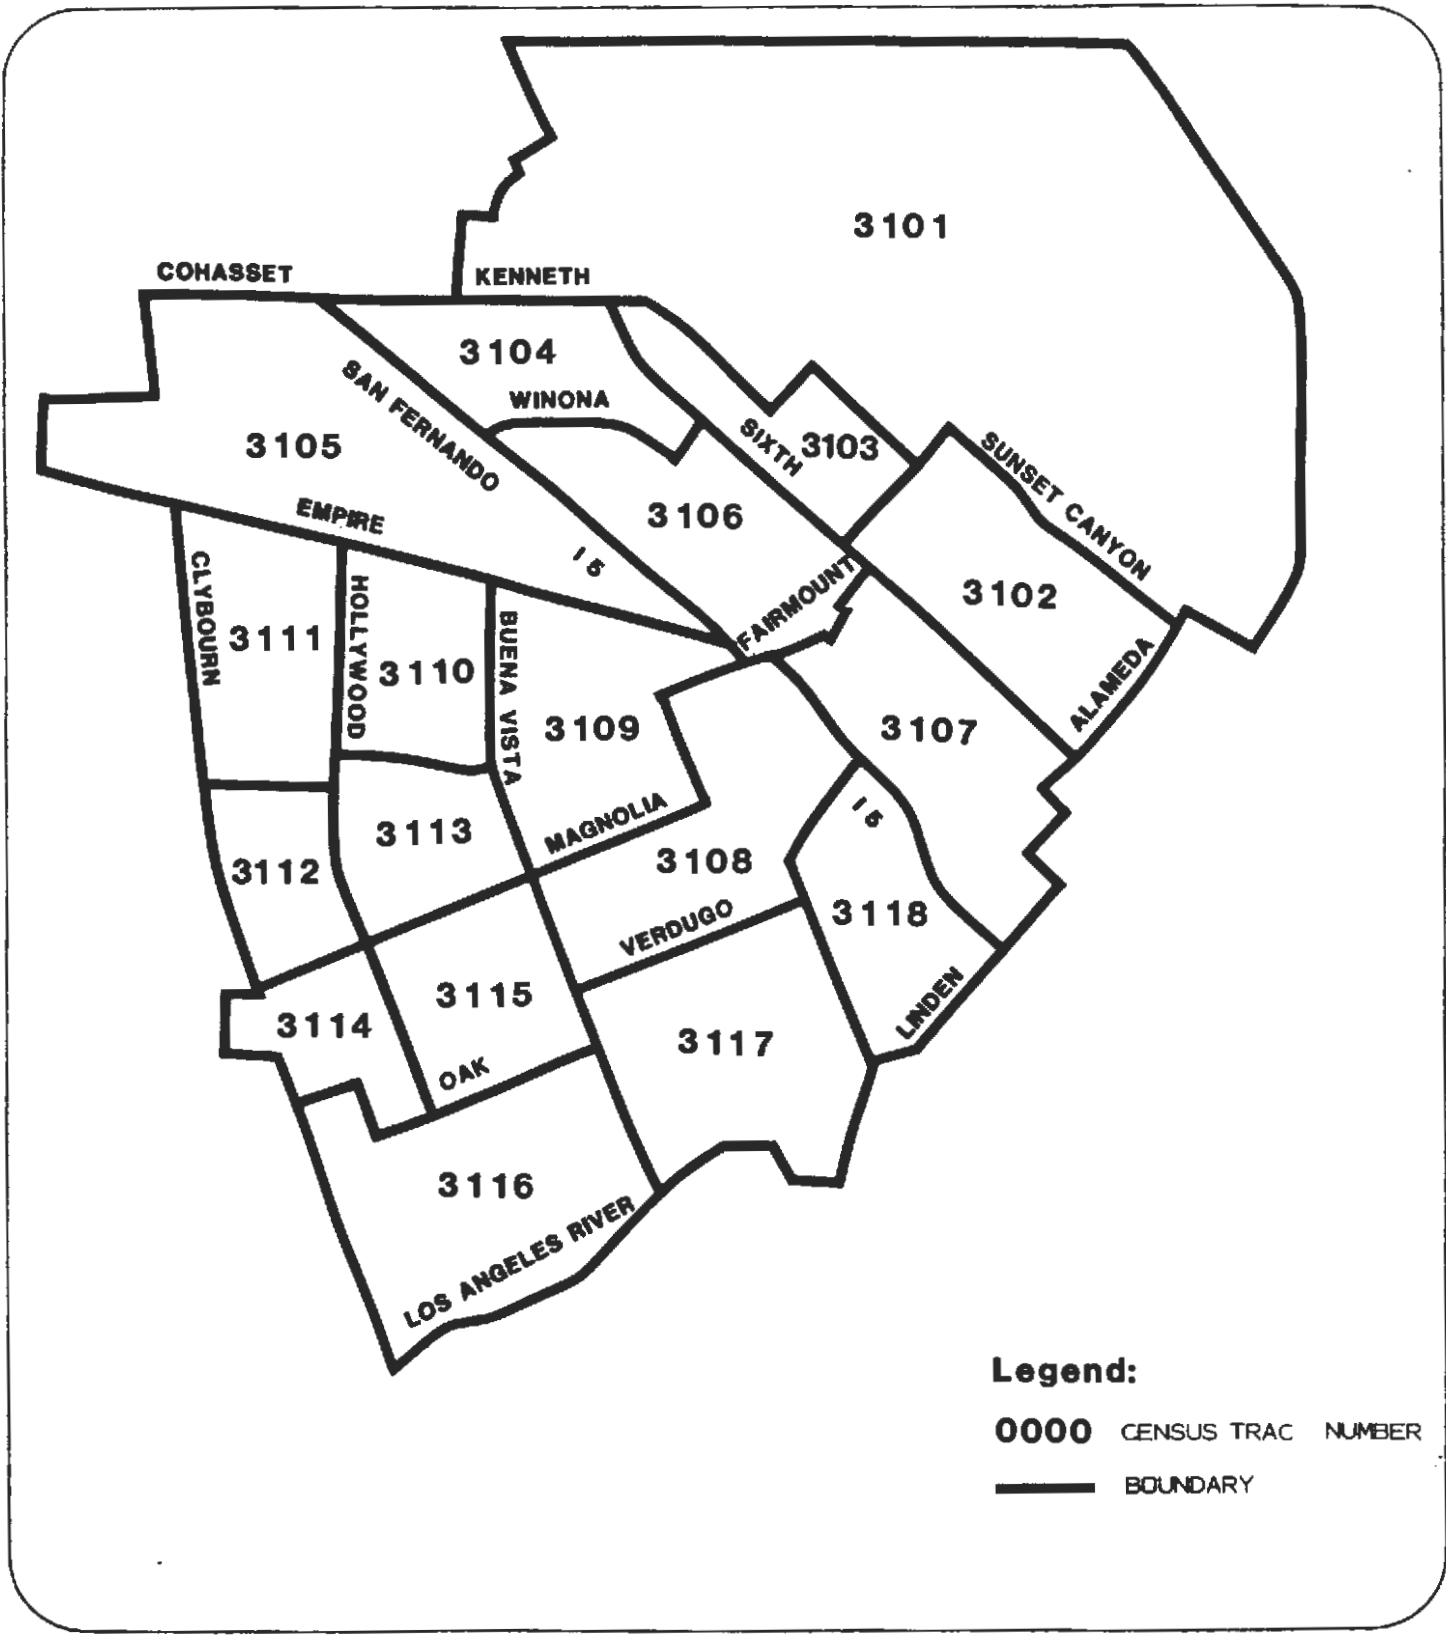 3101
COHASSET
KENNETH
3104
SAN FERNANDO
WINONA
SIXTH
3103
SUNSET CANYON
3105
EMPIRE
3106
I 5
FAIRMOUNT
3102
CLYBOURN
3111
HOLLYWOOD
3110
BUENA VISTA
3109
3107
ALAMEDA
MAGNOLIA
I 5
3113
3112
3108
VERDUGO
3118
3115
3114
LINDEN
3117
OAK
3116
LOS ANGELES RIVER
Legend:
0000 CENSUS TRAC NUMBER
BOUNDARY